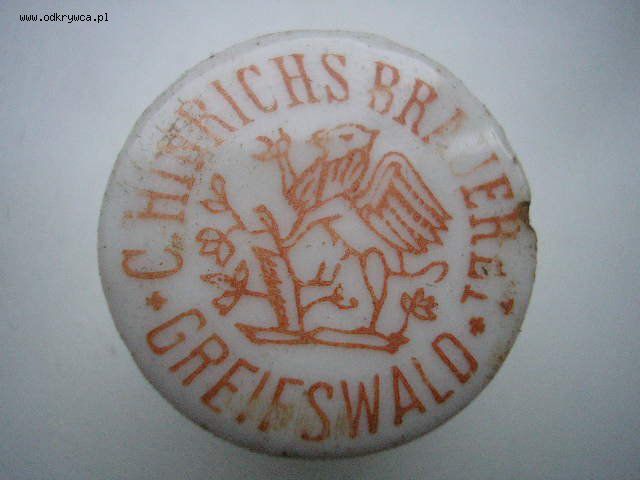 www.odkrywca.pl
C. HINRICHS BRAUEREI
* GREIFSWALD *